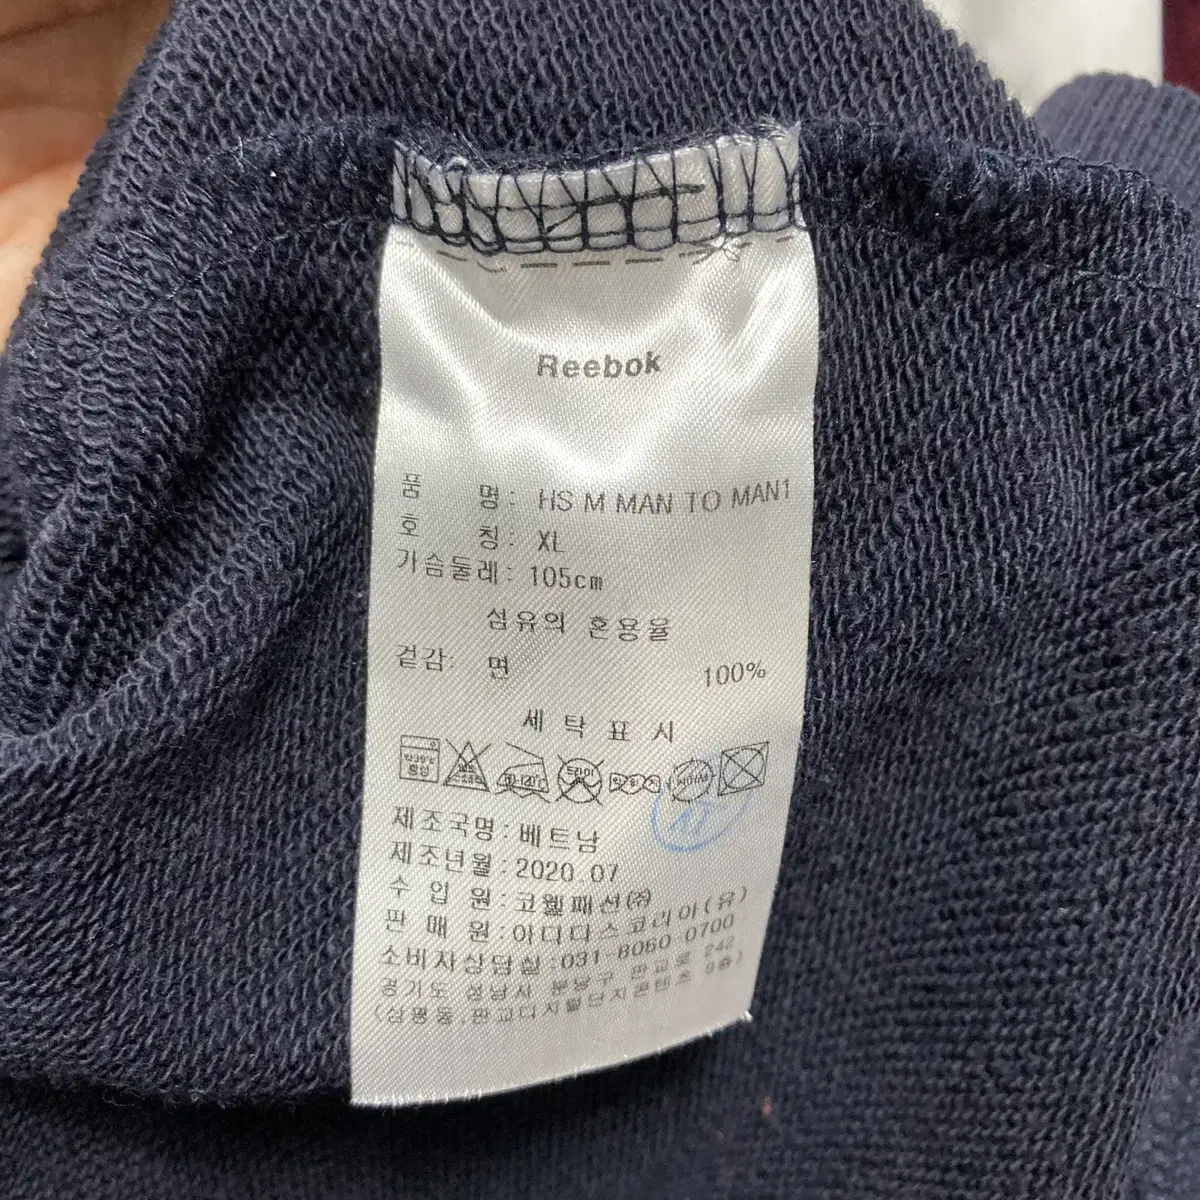 Reebok
품 명: HS M MAN TO MAN1
호 칭: XL
가슴둘레: 105cm
섬유의 혼용율
겉감: 면 100%
세 탁 표 시
제조국명:베트남
제조년월:2020.07
수 입 원:코웰패션㈜
판 매 원:아디다스코리아(유)
소비자상담실:031-8060-0700
경기도 성남시 분당구 판교로 242
(삼평동,판교디지털단지콘텐츠 9층)